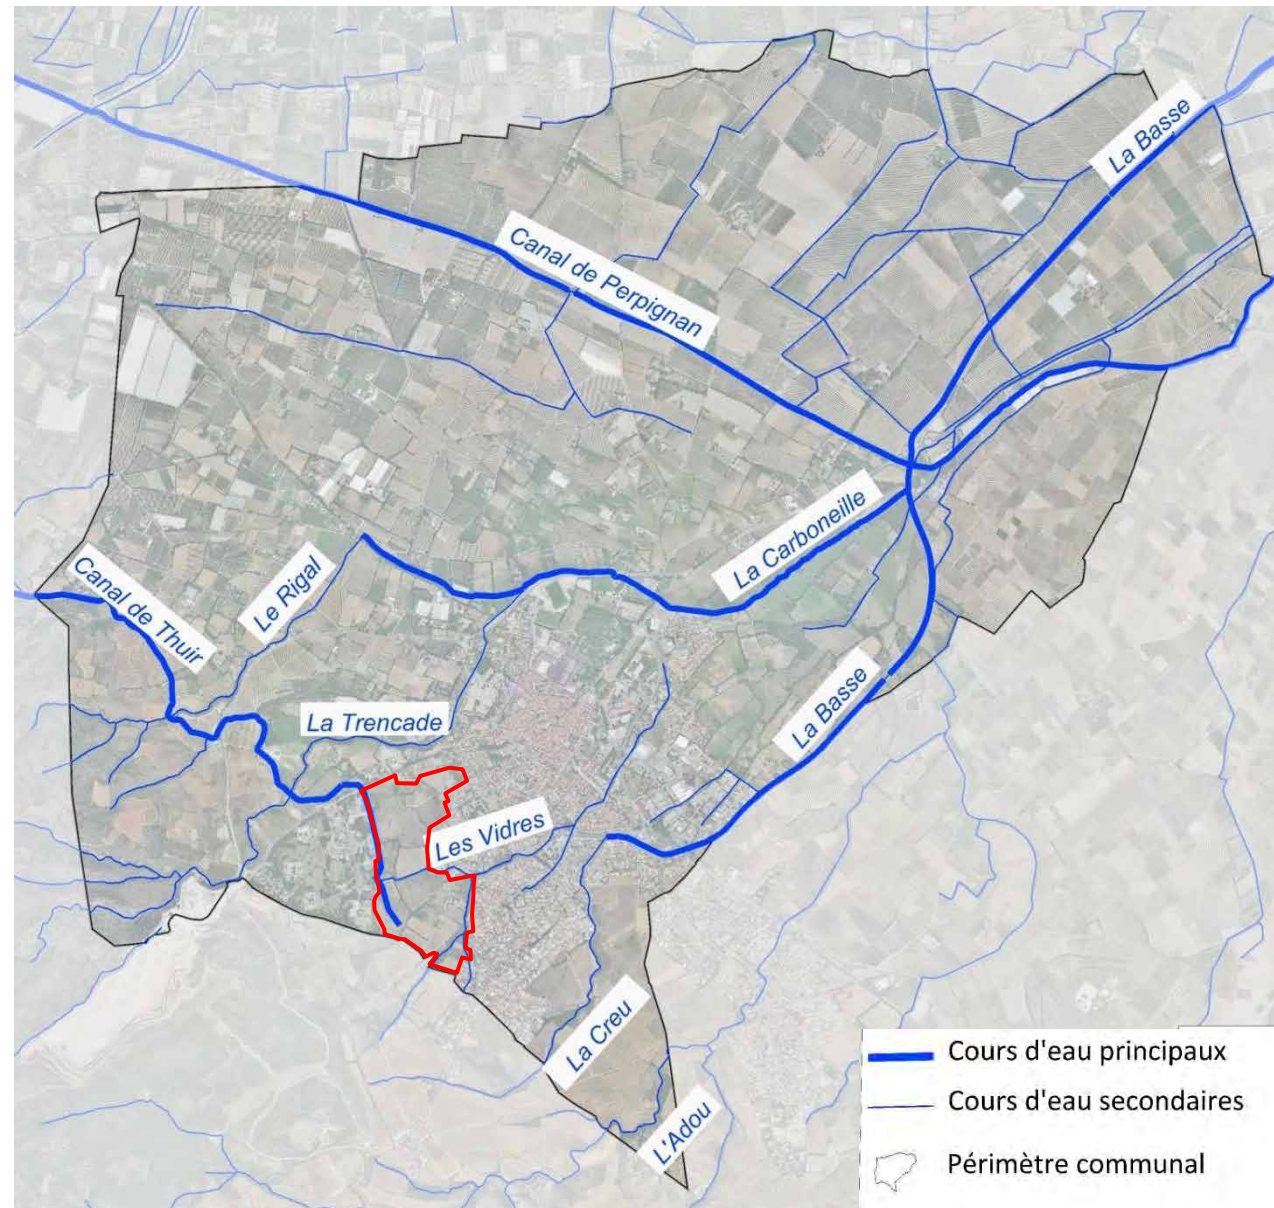 La Basse
Canal de Perpignan
La Carboneille
Le Rigal
Canal de Thuir
La Trencade
La Basse
Les Vidres
La Creu
L'Adou
Cours d'eau principaux
Cours d'eau secondaires
Périmètre communal